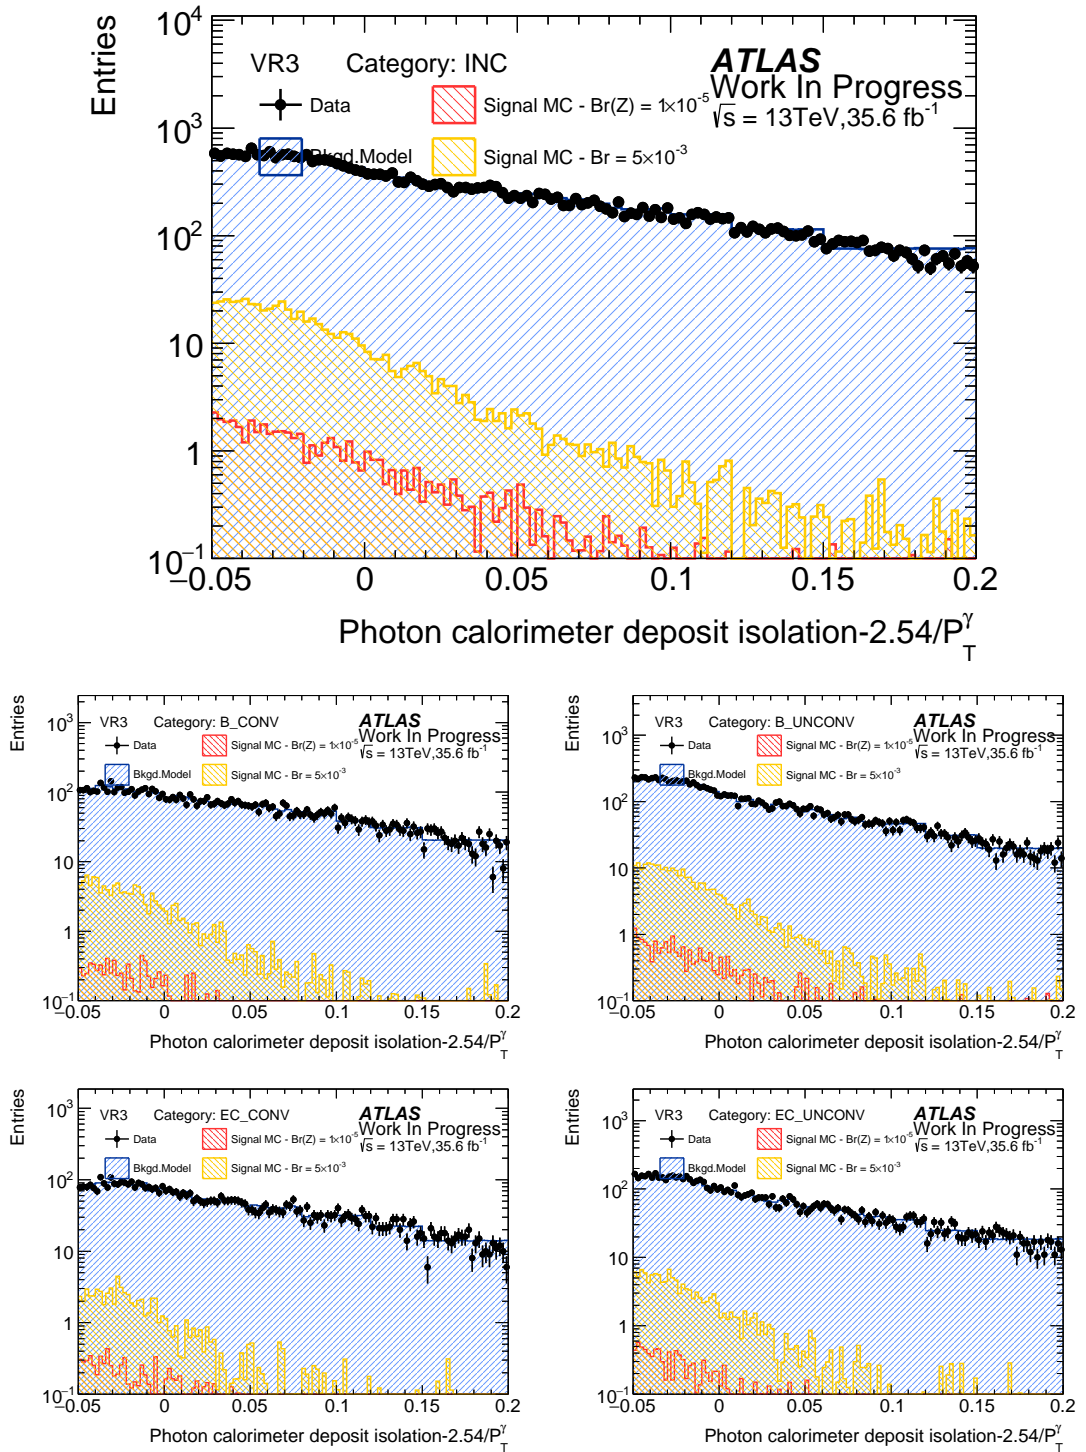 Entries
10^4
10^3
10^2
10
1
10^-1
VR3 Category: INC
Data
Bkgd.Model
Signal MC - Br(Z) = 1×10^-5
Signal MC - Br = 5×10^-3
ATLAS
Work In Progress
√s = 13TeV,35.6 fb^-1
−0.05 0 0.05 0.1 0.15 0.2
Photon calorimeter deposit isolation-2.54/P_T^γ
Entries
10^3
10^2
10
1
10^-1
VR3 Category: B_CONV
Data
Bkgd.Model
Signal MC - Br(Z) = 1×10^-5
Signal MC - Br = 5×10^-3
ATLAS
Work In Progress
√s = 13TeV,35.6 fb^-1
−0.05 0 0.05 0.1 0.15 0.2
Photon calorimeter deposit isolation-2.54/P_T^γ
Entries
10^3
10^2
10
1
10^-1
VR3 Category: B_UNCONV
Data
Bkgd.Model
Signal MC - Br(Z) = 1×10^-5
Signal MC - Br = 5×10^-3
ATLAS
Work In Progress
√s = 13TeV,35.6 fb^-1
−0.05 0 0.05 0.1 0.15 0.2
Photon calorimeter deposit isolation-2.54/P_T^γ
Entries
10^3
10^2
10
1
10^-1
VR3 Category: EC_CONV
Data
Bkgd.Model
Signal MC - Br(Z) = 1×10^-5
Signal MC - Br = 5×10^-3
ATLAS
Work In Progress
√s = 13TeV,35.6 fb^-1
−0.05 0 0.05 0.1 0.15 0.2
Photon calorimeter deposit isolation-2.54/P_T^γ
Entries
10^3
10^2
10
1
10^-1
VR3 Category: EC_UNCONV
Data
Bkgd.Model
Signal MC - Br(Z) = 1×10^-5
Signal MC - Br = 5×10^-3
ATLAS
Work In Progress
√s = 13TeV,35.6 fb^-1
−0.05 0 0.05 0.1 0.15 0.2
Photon calorimeter deposit isolation-2.54/P_T^γ